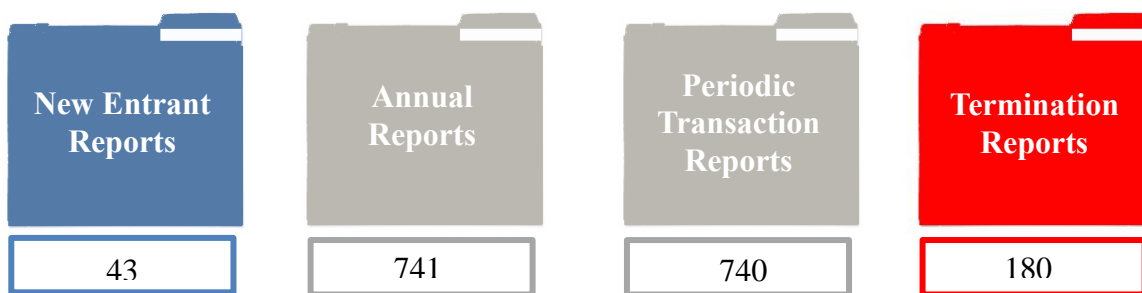 New Entrant
Reports
Annual
Reports
Periodic
Transaction
Reports
Termination
Reports
43
741
740
180